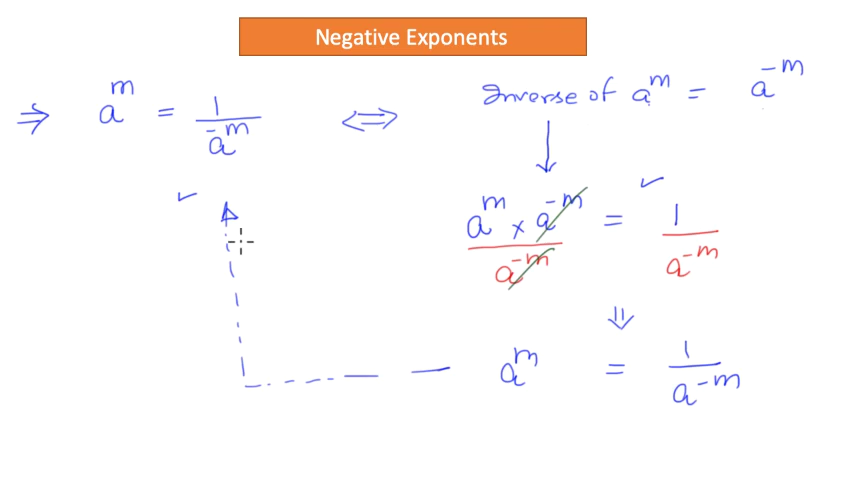 Negative Exponents
⇒ a^m = 1/a^-m ⇔ Inverse of a^m = a^-m
(a^m × a^-m)/a^-m = 1/a^-m
a^m = 1/a^-m